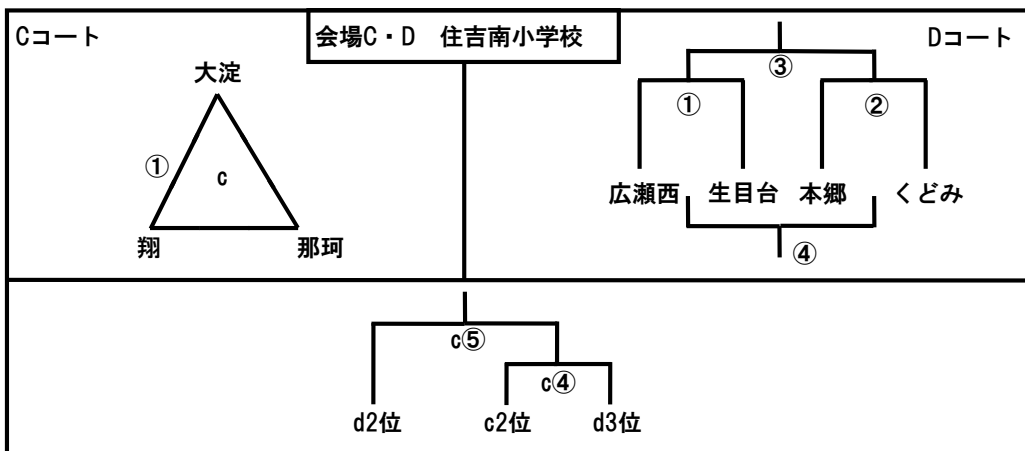 Cコート
会場C・D 住吉南小学校
Dコート
大淀
①
c
翔
那珂
③
①
②
広瀬西
生目台
本郷
くどみ
④
c⑤
c④
d2位
c2位
d3位